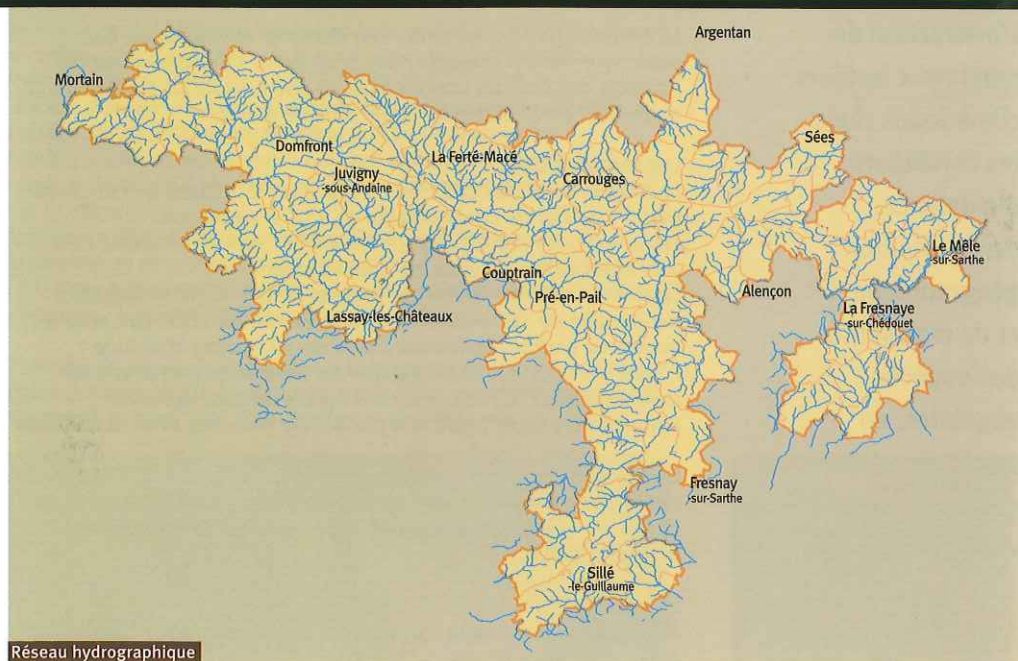 Argentan
Mortain
Sées
Domfront
La Ferté-Macé
Juvigny
-sous-Andaine
Carrouges
Le Mêle
-sur-Sarthe
Couptrain
Pré-en-Pail
Alençon
La Fresnaye
-sur-Chédouet
Lassay-les-Châteaux
Fresnay
-sur-Sarthe
Sillé
-le-Guillaume
Réseau hydrographique